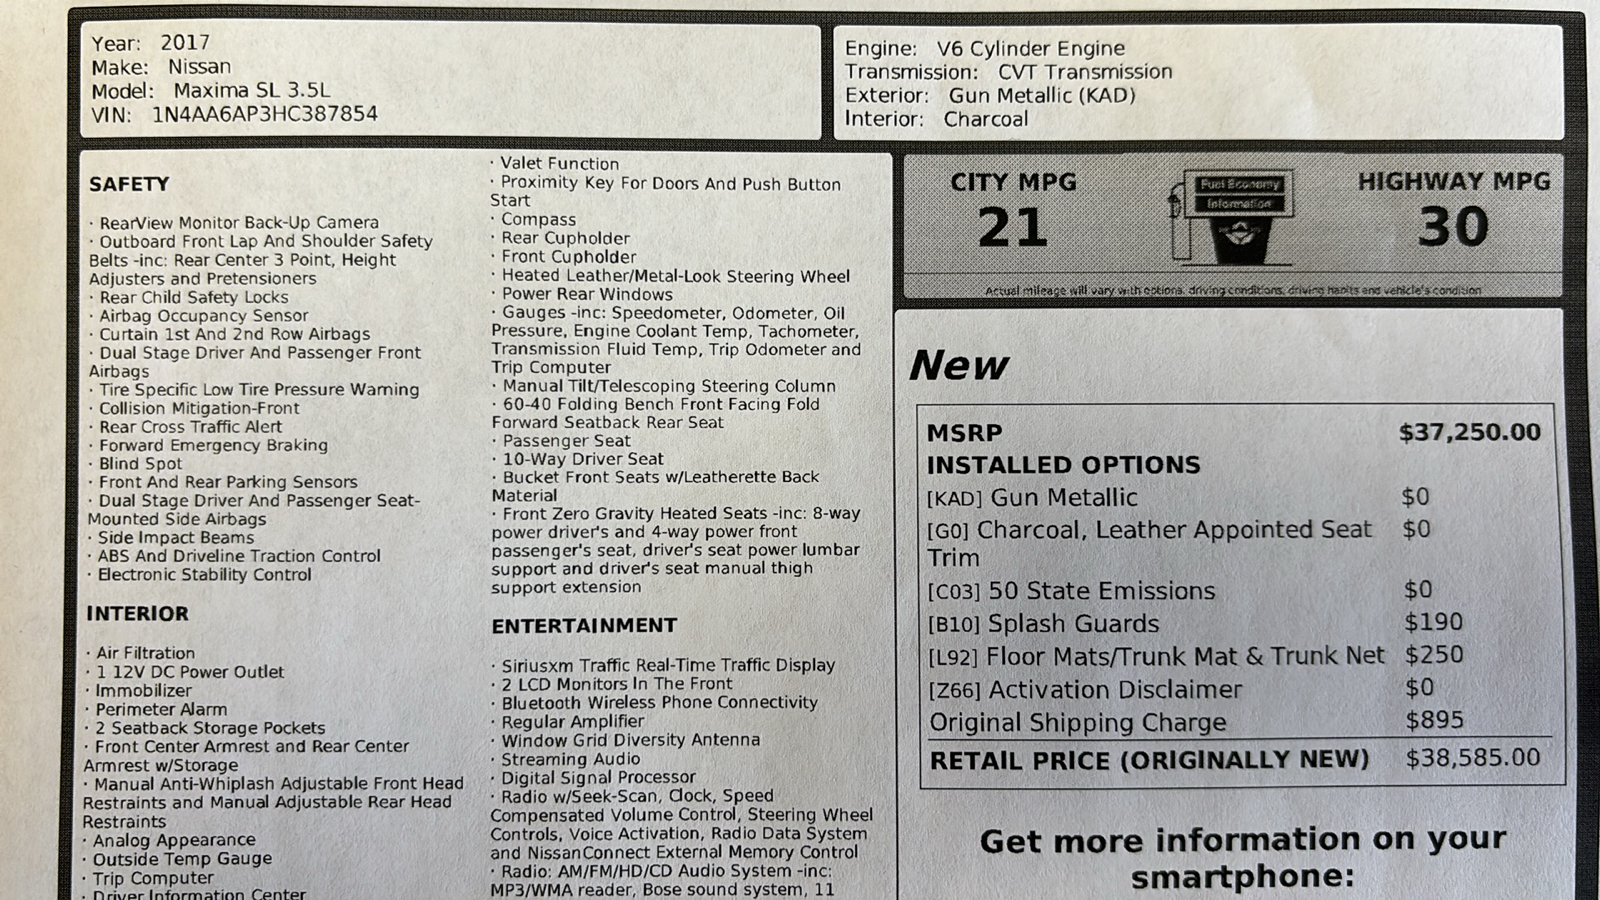 Year: 2017
Make: Nissan
Model: Maxima SL 3.5L
VIN: 1N4AA6AP3HC387854
Engine: V6 Cylinder Engine
Transmission: CVT Transmission
Exterior: Gun Metallic (KAD)
Interior: Charcoal
SAFETY
· RearView Monitor Back-Up Camera
· Outboard Front Lap And Shoulder Safety
Belts -inc: Rear Center 3 Point, Height
Adjusters and Pretensioners
· Rear Child Safety Locks
· Airbag Occupancy Sensor
· Curtain 1st And 2nd Row Airbags
· Dual Stage Driver And Passenger Front
Airbags
· Tire Specific Low Tire Pressure Warning
· Collision Mitigation-Front
· Rear Cross Traffic Alert
· Forward Emergency Braking
· Blind Spot
· Front And Rear Parking Sensors
· Dual Stage Driver And Passenger Seat-
Mounted Side Airbags
· Side Impact Beams
· ABS And Driveline Traction Control
· Electronic Stability Control
INTERIOR
· Air Filtration
· 1 12V DC Power Outlet
· Immobilizer
· Perimeter Alarm
· 2 Seatback Storage Pockets
· Front Center Armrest and Rear Center
Armrest w/Storage
· Manual Anti-Whiplash Adjustable Front Head
Restraints and Manual Adjustable Rear Head
Restraints
· Analog Appearance
· Outside Temp Gauge
· Trip Computer
· Driver Information Center
· Valet Function
· Proximity Key For Doors And Push Button
Start
· Compass
· Rear Cupholder
· Front Cupholder
· Heated Leather/Metal-Look Steering Wheel
· Power Rear Windows
· Gauges -inc: Speedometer, Odometer, Oil
Pressure, Engine Coolant Temp, Tachometer,
Transmission Fluid Temp, Trip Odometer and
Trip Computer
· Manual Tilt/Telescoping Steering Column
· 60-40 Folding Bench Front Facing Fold
Forward Seatback Rear Seat
· Passenger Seat
· 10-Way Driver Seat
· Bucket Front Seats w/Leatherette Back
Material
· Front Zero Gravity Heated Seats -inc: 8-way
power driver's and 4-way power front
passenger's seat, driver's seat power lumbar
support and driver's seat manual thigh
support extension
ENTERTAINMENT
· Siriusxm Traffic Real-Time Traffic Display
· 2 LCD Monitors In The Front
· Bluetooth Wireless Phone Connectivity
· Regular Amplifier
· Window Grid Diversity Antenna
· Streaming Audio
· Digital Signal Processor
· Radio w/Seek-Scan, Clock, Speed
Compensated Volume Control, Steering Wheel
Controls, Voice Activation, Radio Data System
and NissanConnect External Memory Control
· Radio: AM/FM/HD/CD Audio System -inc:
MP3/WMA reader, Bose sound system, 11
CITY MPG
21
Fuel Economy
Information
HIGHWAY MPG
30
Actual mileage will vary with options, driving conditions, driving habits and vehicle's condition
New
MSRP $37,250.00
INSTALLED OPTIONS
[KAD] Gun Metallic $0
[G0] Charcoal, Leather Appointed Seat $0
Trim
[C03] 50 State Emissions $0
[B10] Splash Guards $190
[L92] Floor Mats/Trunk Mat & Trunk Net $250
[Z66] Activation Disclaimer $0
Original Shipping Charge $895
RETAIL PRICE (ORIGINALLY NEW) $38,585.00
Get more information on your
smartphone: